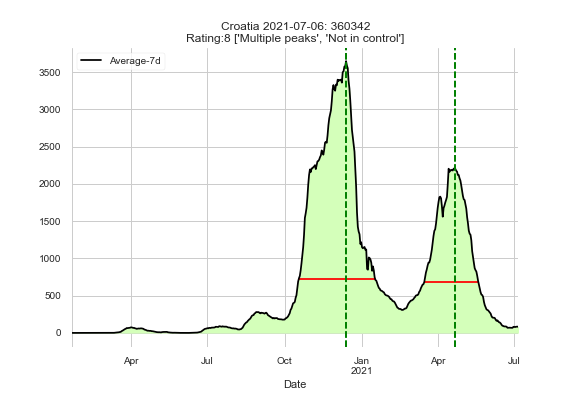 Croatia 2021-07-06: 360342
Rating:8 ['Multiple peaks', 'Not in control']
Average-7d
3500
3000
2500
2000
1500
1000
500
0
Apr
Jul
Oct
Jan
2021
Apr
Jul
Date